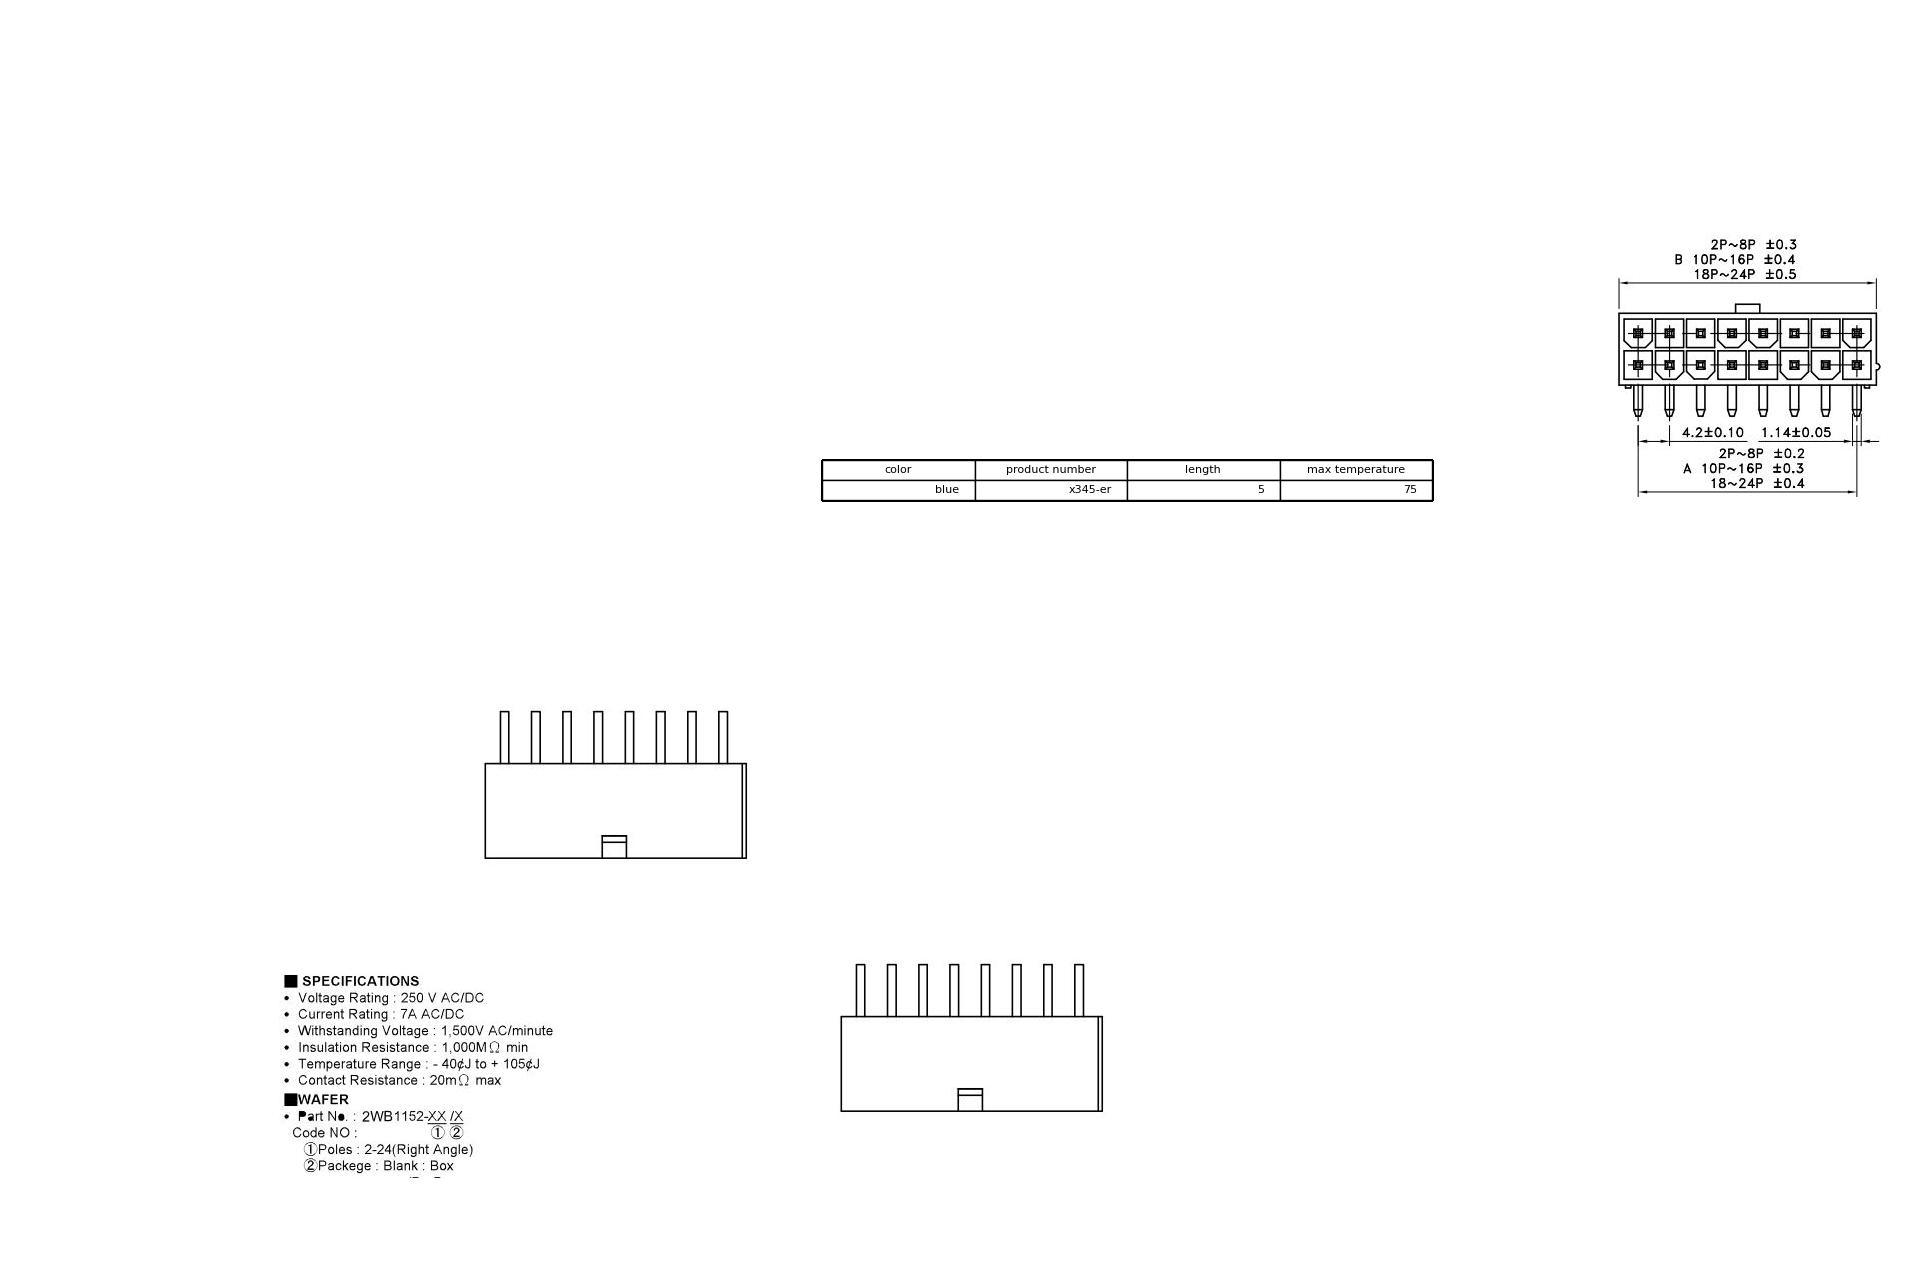 2P~8P ±0.3
B 10P~16P ±0.4
18P~24P ±0.5
4.2±0.10 1.14±0.05
2P~8P ±0.2
A 10P~16P ±0.3
18~24P ±0.4
color product number length max temperature
blue x345-er 5 75
■ SPECIFICATIONS
• Voltage Rating : 250 V AC/DC
• Current Rating : 7A AC/DC
• Withstanding Voltage : 1,500V AC/minute
• Insulation Resistance : 1,000MΩ min
• Temperature Range : - 40¢J to + 105¢J
• Contact Resistance : 20mΩ max
■WAFER
• Part No. : 2WB1152-XX /X
Code NO : ① ②
①Poles : 2-24(Right Angle)
②Packege : Blank : Box